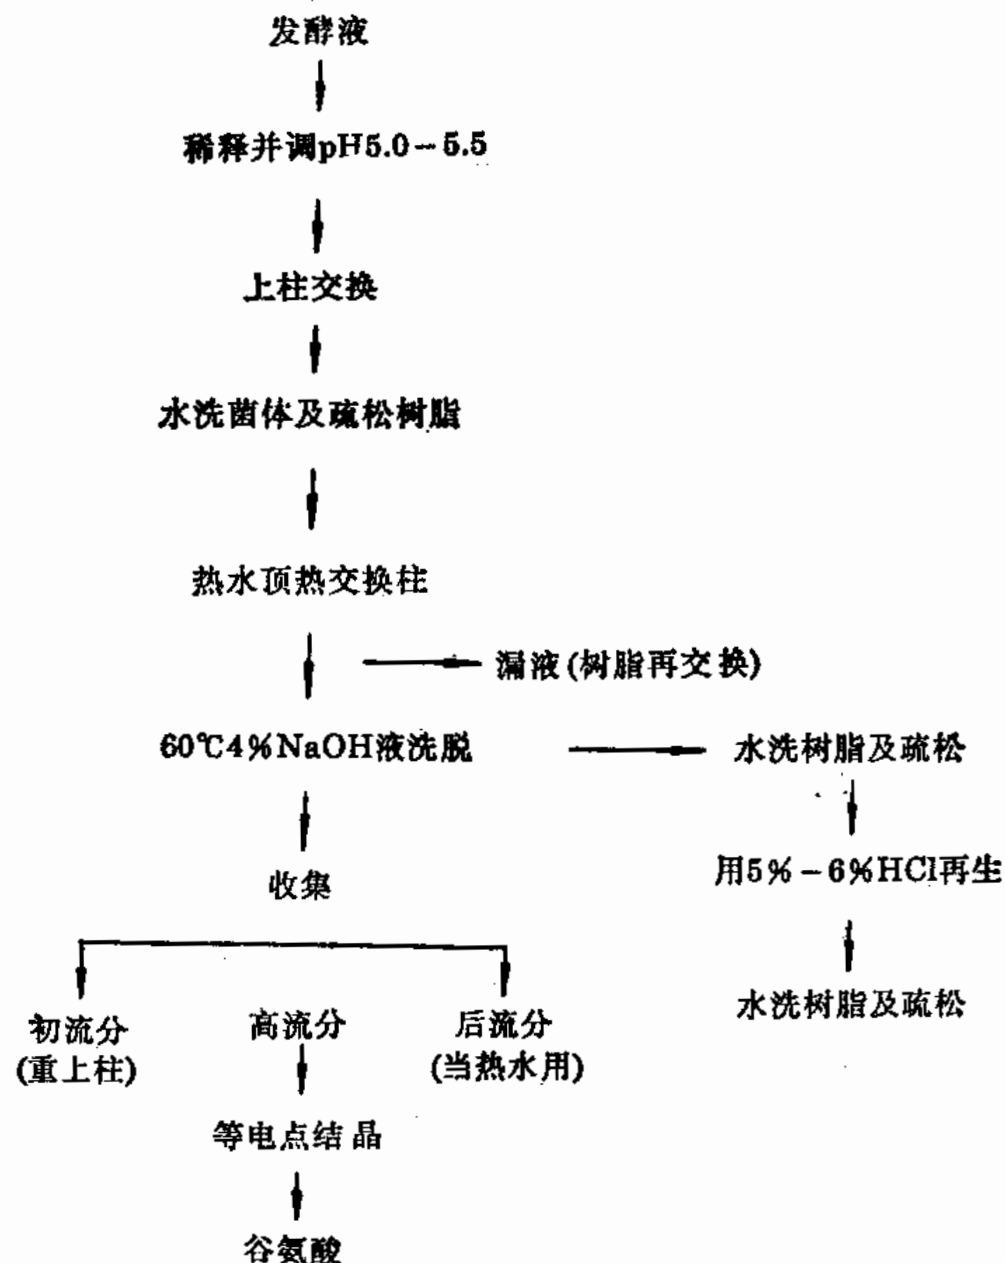 发酵液
稀释并调pH5.0-5.5
上柱交换
水洗菌体及疏松树脂
热水顶热交换柱
漏液(树脂再交换)
60℃4%NaOH液洗脱
水洗树脂及疏松
用5%-6%HCl再生
收集
水洗树脂及疏松
初流分
(重上柱)
高流分
后流分
(当热水用)
等电点结晶
谷氨酸